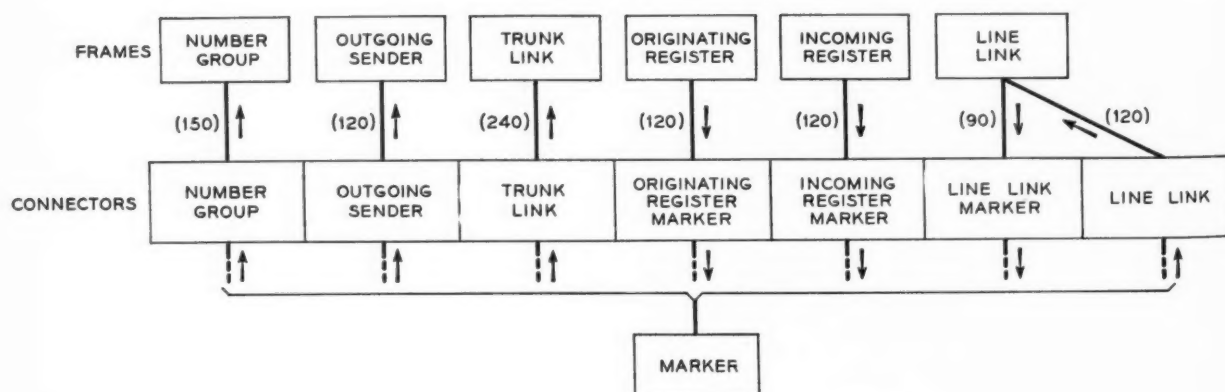 FRAMES
NUMBER
GROUP
OUTGOING
SENDER
TRUNK
LINK
ORIGINATING
REGISTER
INCOMING
REGISTER
LINE
LINK
(150)
(120)
(240)
(120)
(120)
(90)
(120)
CONNECTORS
NUMBER
GROUP
OUTGOING
SENDER
TRUNK
LINK
ORIGINATING
REGISTER
MARKER
INCOMING
REGISTER
MARKER
LINE LINK
MARKER
LINE LINK
MARKER